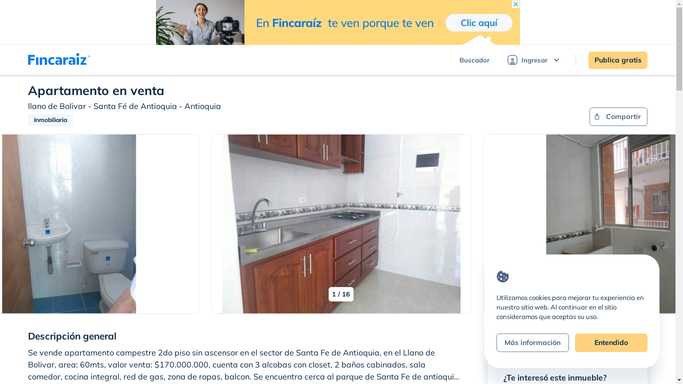 En Fincaraíz te ven porque te ven
Clic aquí
Fincaraíz
Buscador
Ingresar
Publica gratis
Apartamento en venta
llano de Bolivar - Santa Fé de Antioquia - Antioquia
Compartir
Inmobiliaria
1 / 16
Utilizamos cookies para mejorar tu experiencia en
nuestro sitio web. Al continuar en el sitio
consideramos que aceptas su uso.
Más información
Entendido
Descripción general
Se vende apartamento campestre 2do piso sin ascensor en el sector de Santa Fe de Antioquia, en el Llano de
Bolivar, area: 60mts, valor venta: $170.000.000, cuenta con 3 alcobas con closet, 2 baños cabinados, sala
comedor, cocina integral, red de gas, zona de ropas, balcon. Se encuentra cerca al parque de Santa Fe de antioqui...
¿Te interesó este inmueble?